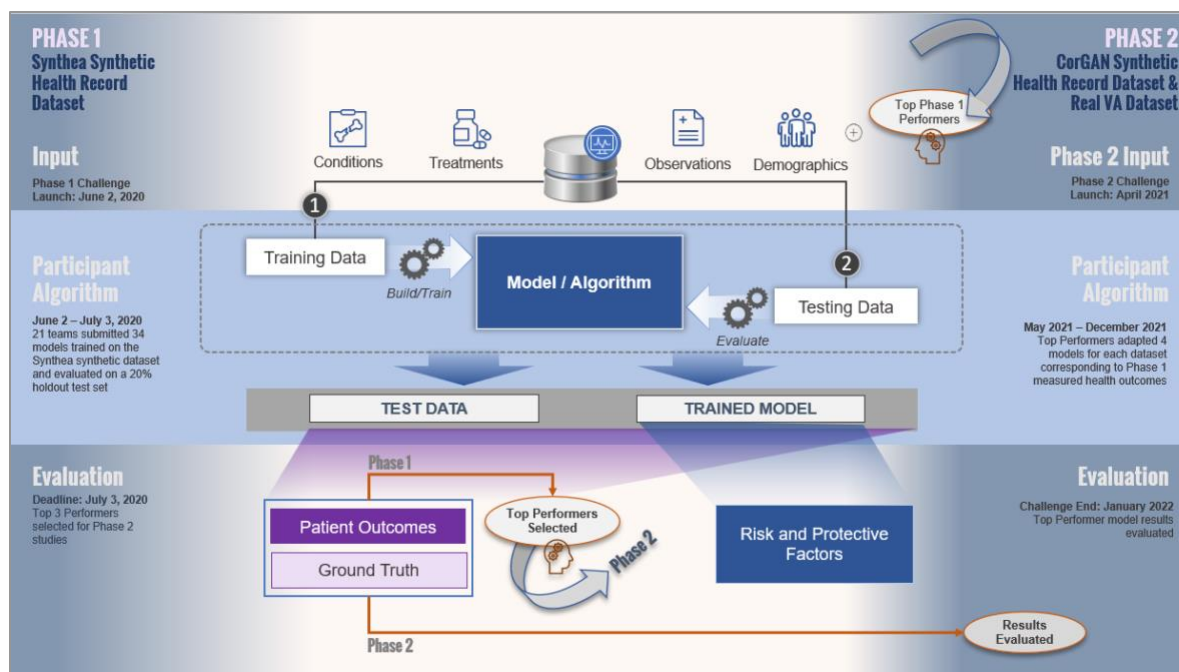 PHASE 1
Synthea Synthetic
Health Record
Dataset
Input
Phase 1 Challenge
Launch: June 2, 2020
PHASE 2
CorGAN Synthetic
Health Record Dataset &
Real VA Dataset
Phase 2 Input
Phase 2 Challenge
Launch: April 2021
Top Phase 1
Performers
Conditions
Treatments
Observations
Demographics
1
2
Participant
Algorithm
June 2 – July 3, 2020
21 teams submitted 34
models trained on the
Synthea synthetic dataset
and evaluated on a 20%
holdout test set
Training Data
Build/Train
Model / Algorithm
Evaluate
Testing Data
Participant
Algorithm
May 2021 – December 2021
Top Performers adapted 4
models for each dataset
corresponding to Phase 1
measured health outcomes
TEST DATA
TRAINED MODEL
Evaluation
Deadline: July 3, 2020
Top 3 Performers
selected for Phase 2
studies
Phase 1
Patient Outcomes
Ground Truth
Top Performers
Selected
Phase 2
Risk and Protective
Factors
Evaluation
Challenge End: January 2022
Top Performer model results
evaluated
Phase 2
Results
Evaluated